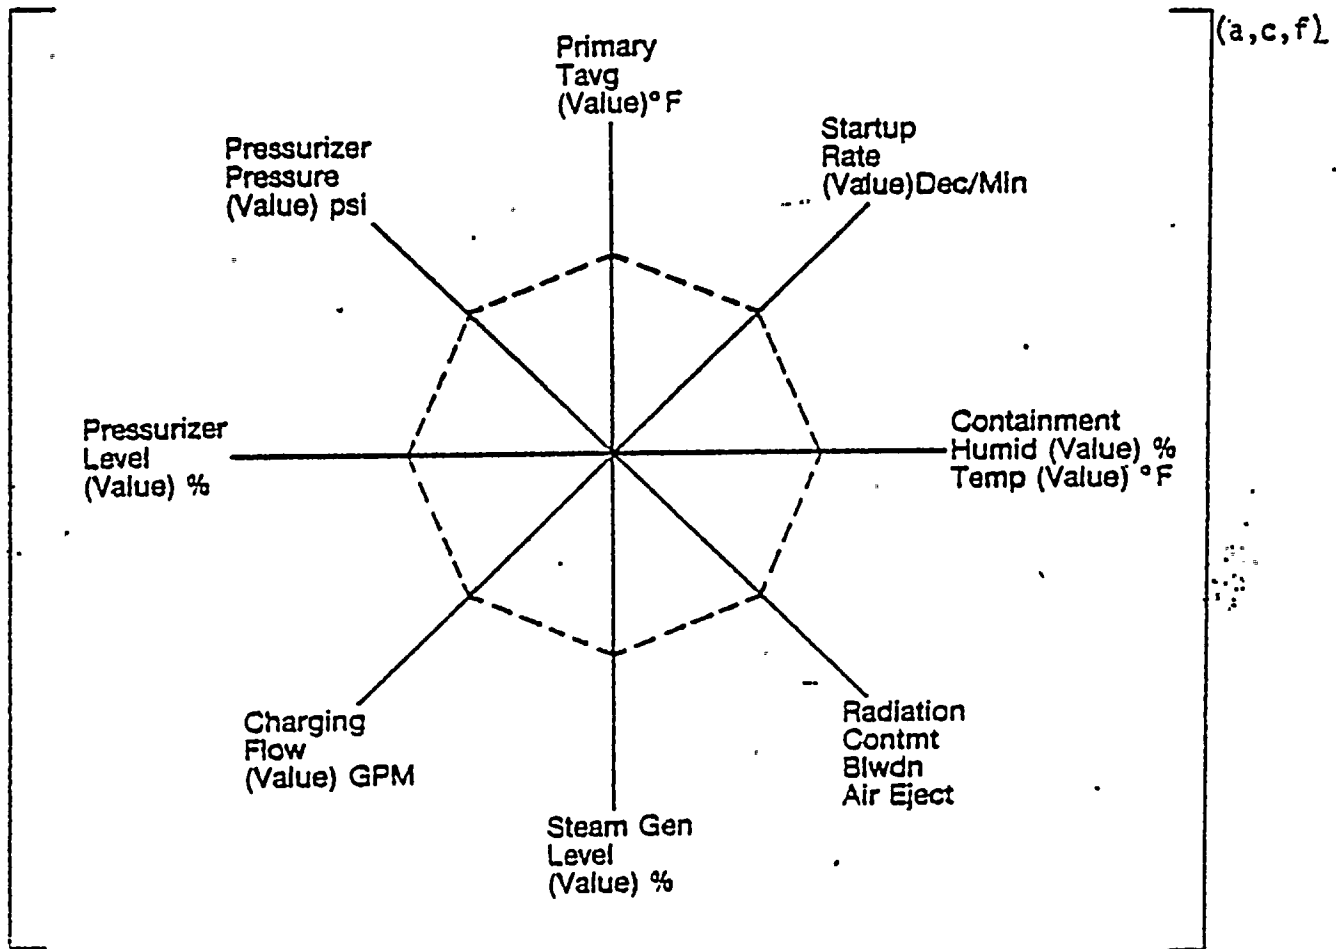 (a,c,f)
Primary
Tavg
(Value)°F
Startup
Rate
(Value)Dec/Min
Pressurizer
Pressure
(Value) psi
Containment
Humid (Value) %
Temp (Value) °F
Pressurizer
Level
(Value) %
Radiation
Contmt
Blwdn
Air Eject
Charging
Flow
(Value) GPM
Steam Gen
Level
(Value) %